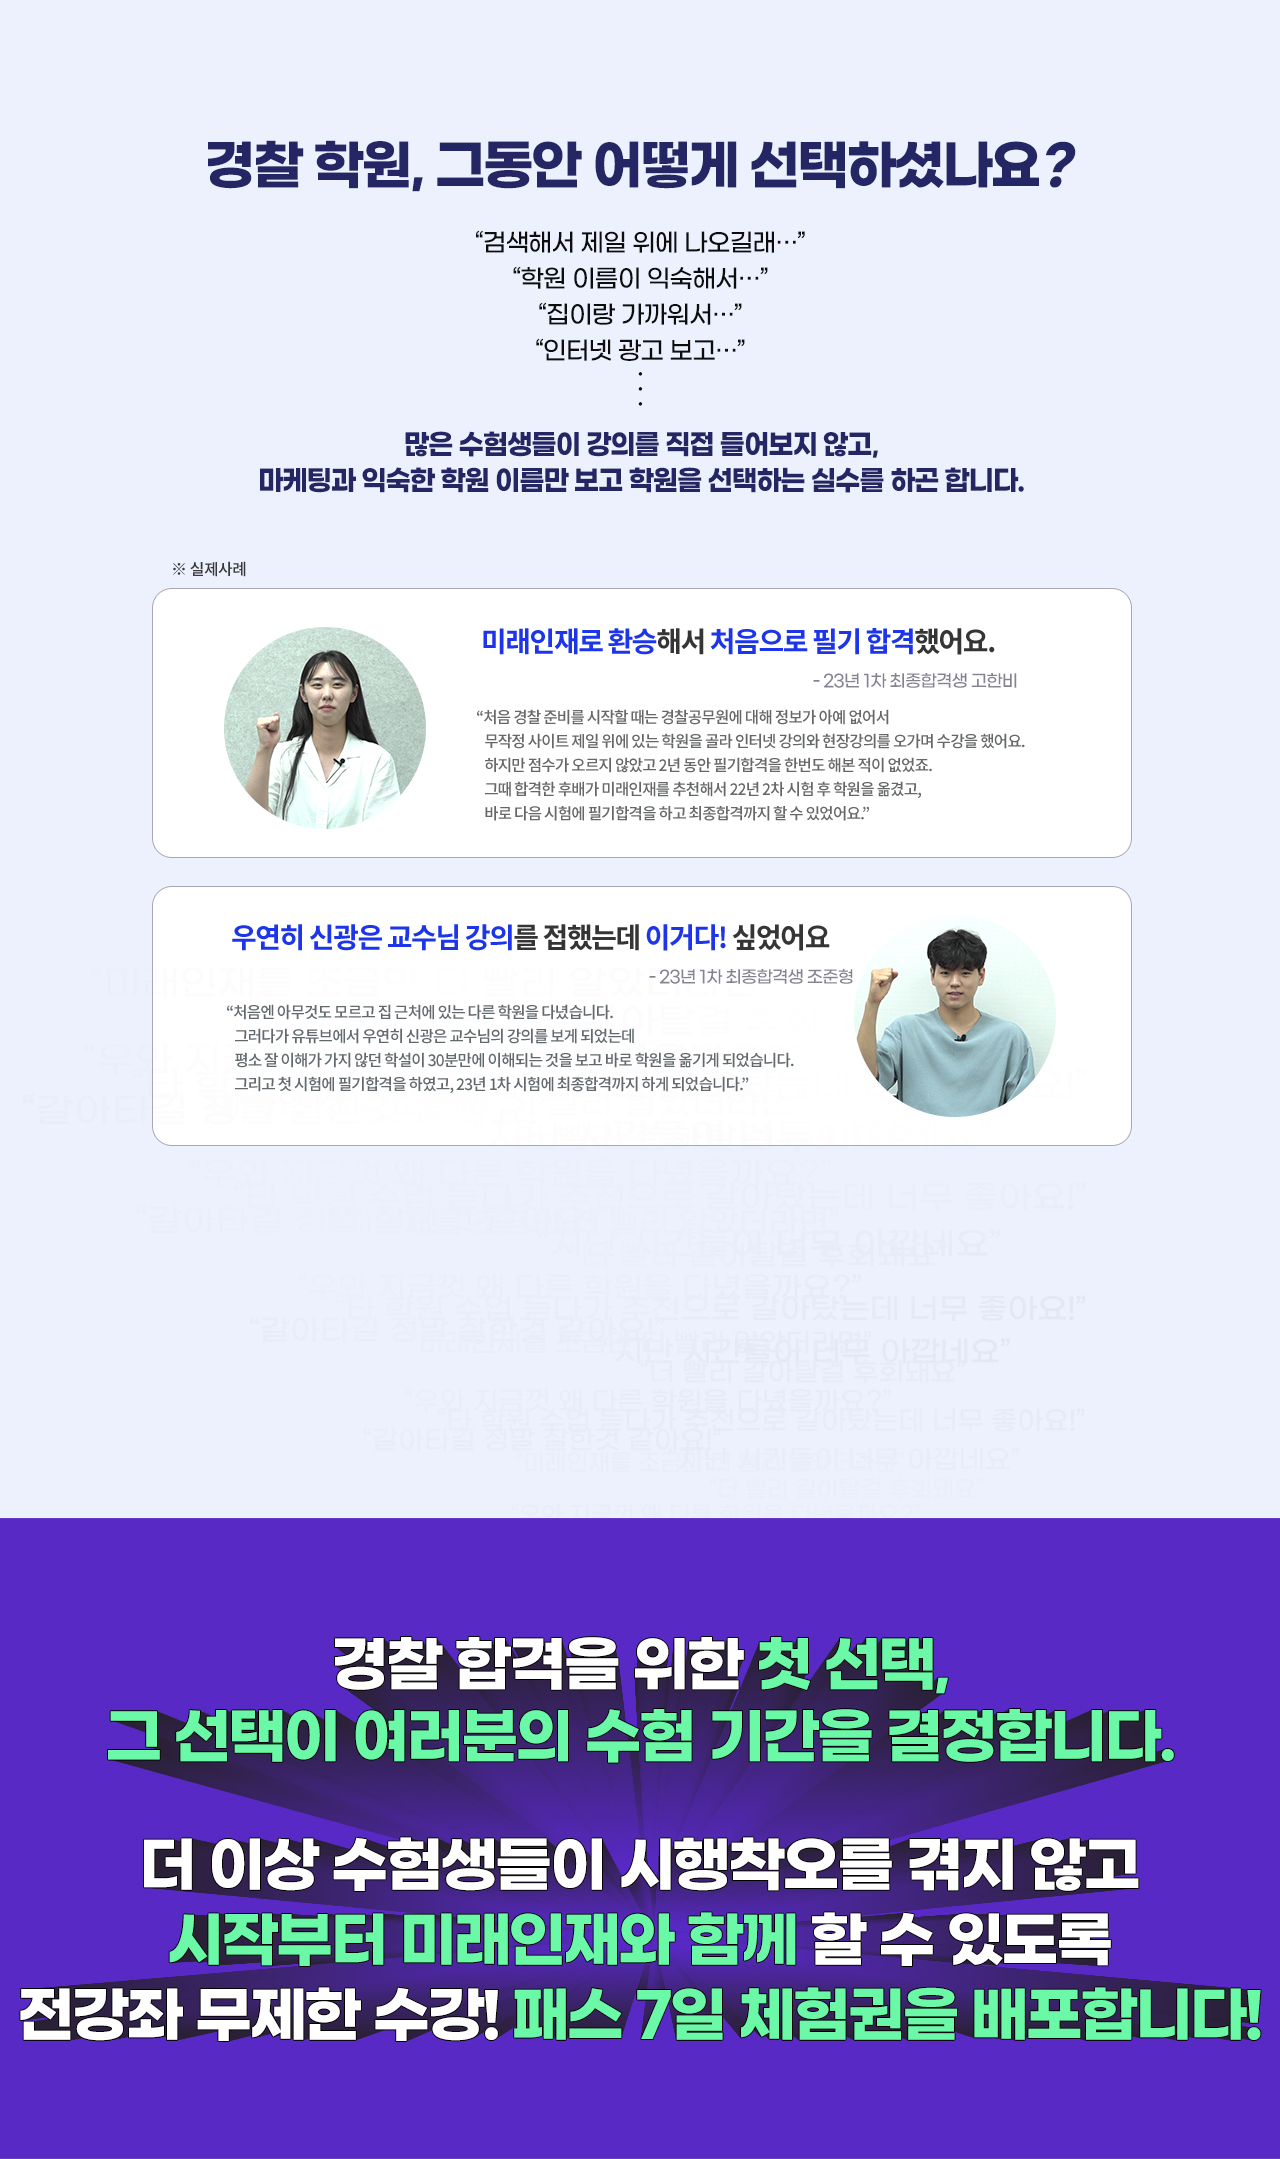 경찰 학원, 그동안 어떻게 선택하셨나요?
“검색해서 제일 위에 나오길래…”
“학원 이름이 익숙해서…”
“집이랑 가까워서…”
“인터넷 광고 보고…”
많은 수험생들이 강의를 직접 들어보지 않고,
마케팅과 익숙한 학원 이름만 보고 학원을 선택하는 실수를 하곤 합니다.
※ 실제사례
미래인재로 환승해서 처음으로 필기 합격했어요.
- 23년 1차 최종합격생 고한비
“처음 경찰 준비를 시작할 때는 경찰공무원에 대해 정보가 아예 없어서
무작정 사이트 제일 위에 있는 학원을 골라 인터넷 강의와 현장강의를 오가며 수강을 했어요.
하지만 점수가 오르지 않았고 2년 동안 필기합격을 한번도 해본 적이 없었죠.
그때 합격한 후배가 미래인재를 추천해서 22년 2차 시험 후 학원을 옮겼고,
바로 다음 시험에 필기합격을 하고 최종합격까지 할 수 있었어요.”
우연히 신광은 교수님 강의를 접했는데 이거다! 싶었어요
- 23년 1차 최종합격생 조준형
“처음엔 아무것도 모르고 집 근처에 있는 다른 학원을 다녔습니다.
그러다가 유튜브에서 우연히 신광은 교수님의 강의를 보게 되었는데
평소 잘 이해가 가지 않던 학설이 30분만에 이해되는 것을 보고 바로 학원을 옮기게 되었습니다.
그리고 첫 시험에 필기합격을 하였고, 23년 1차 시험에 최종합격까지 하게 되었습니다.”
경찰 합격을 위한 첫 선택,
그 선택이 여러분의 수험 기간을 결정합니다.
더 이상 수험생들이 시행착오를 겪지 않고
시작부터 미래인재와 함께 할 수 있도록
전강좌 무제한 수강! 패스 7일 체험권을 배포합니다!